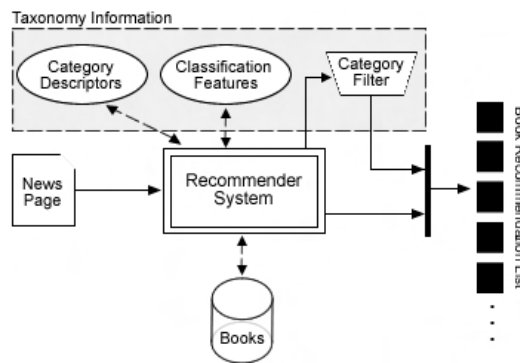 Taxonomy Information
Category
Descriptors
Classification
Features
Category
Filter
News
Page
Recommender
System
Books
Book Recommendation List